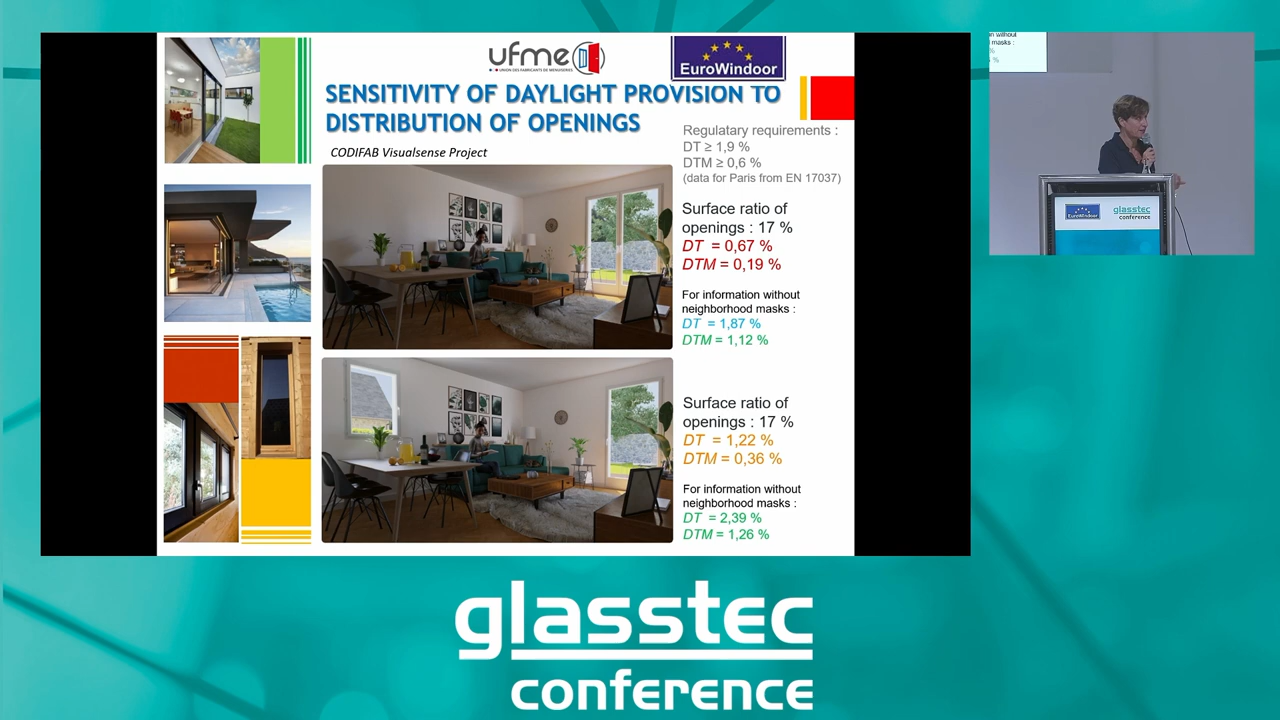 ufme
UNION DES FABRICANTS DE MENUISERIES
EuroWindoor
SENSITIVITY OF DAYLIGHT PROVISION TO
DISTRIBUTION OF OPENINGS
CODIFAB Visualsense Project
Regulatary requirements :
DT ≥ 1,9 %
DTM ≥ 0,6 %
(data for Paris from EN 17037)
Surface ratio of
openings : 17 %
DT = 0,67 %
DTM = 0,19 %
For information without
neighborhood masks :
DT = 1,87 %
DTM = 1,12 %
Surface ratio of
openings : 17 %
DT = 1,22 %
DTM = 0,36 %
For information without
neighborhood masks :
DT = 2,39 %
DTM = 1,26 %
masks :
%
EuroWindoor
glasstec
conference
glasstec
conference